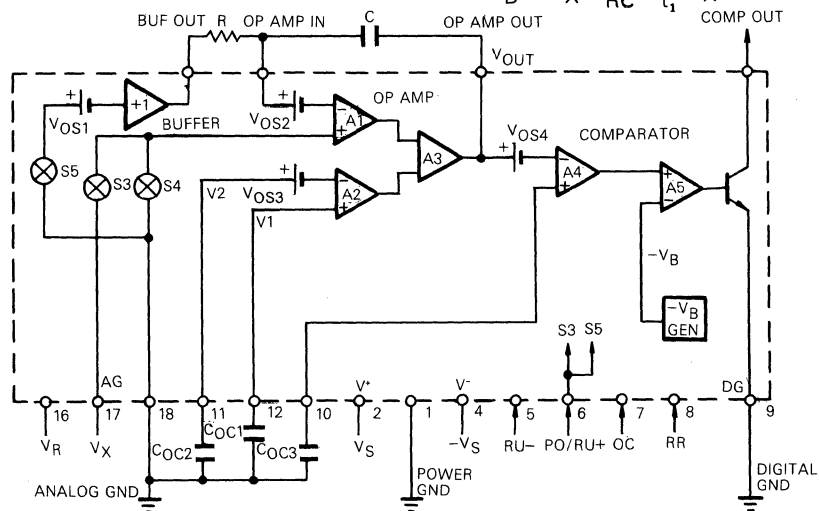 B X RC t₁ X
BUF OUT R OP AMP IN C OP AMP OUT COMP OUT
VOUT
+ VOS1 +1 BUFFER
+ VOS2 - A1 + OP AMP
A3
+ VOS4 COMPARATOR
- A4 +
+ A5 -
S5 S3 S4
V2 + VOS3 - A2 +
V1
-VB
-VB GEN
S3 S5
AG V+ V- DG
16 17 18 11 12 10 2 1 4 5 6 7 8 9
VR VX COC2 COC1 COC3 VS -VS RU- PO/RU+ OC RR
ANALOG GND
POWER GND
DIGITAL GND